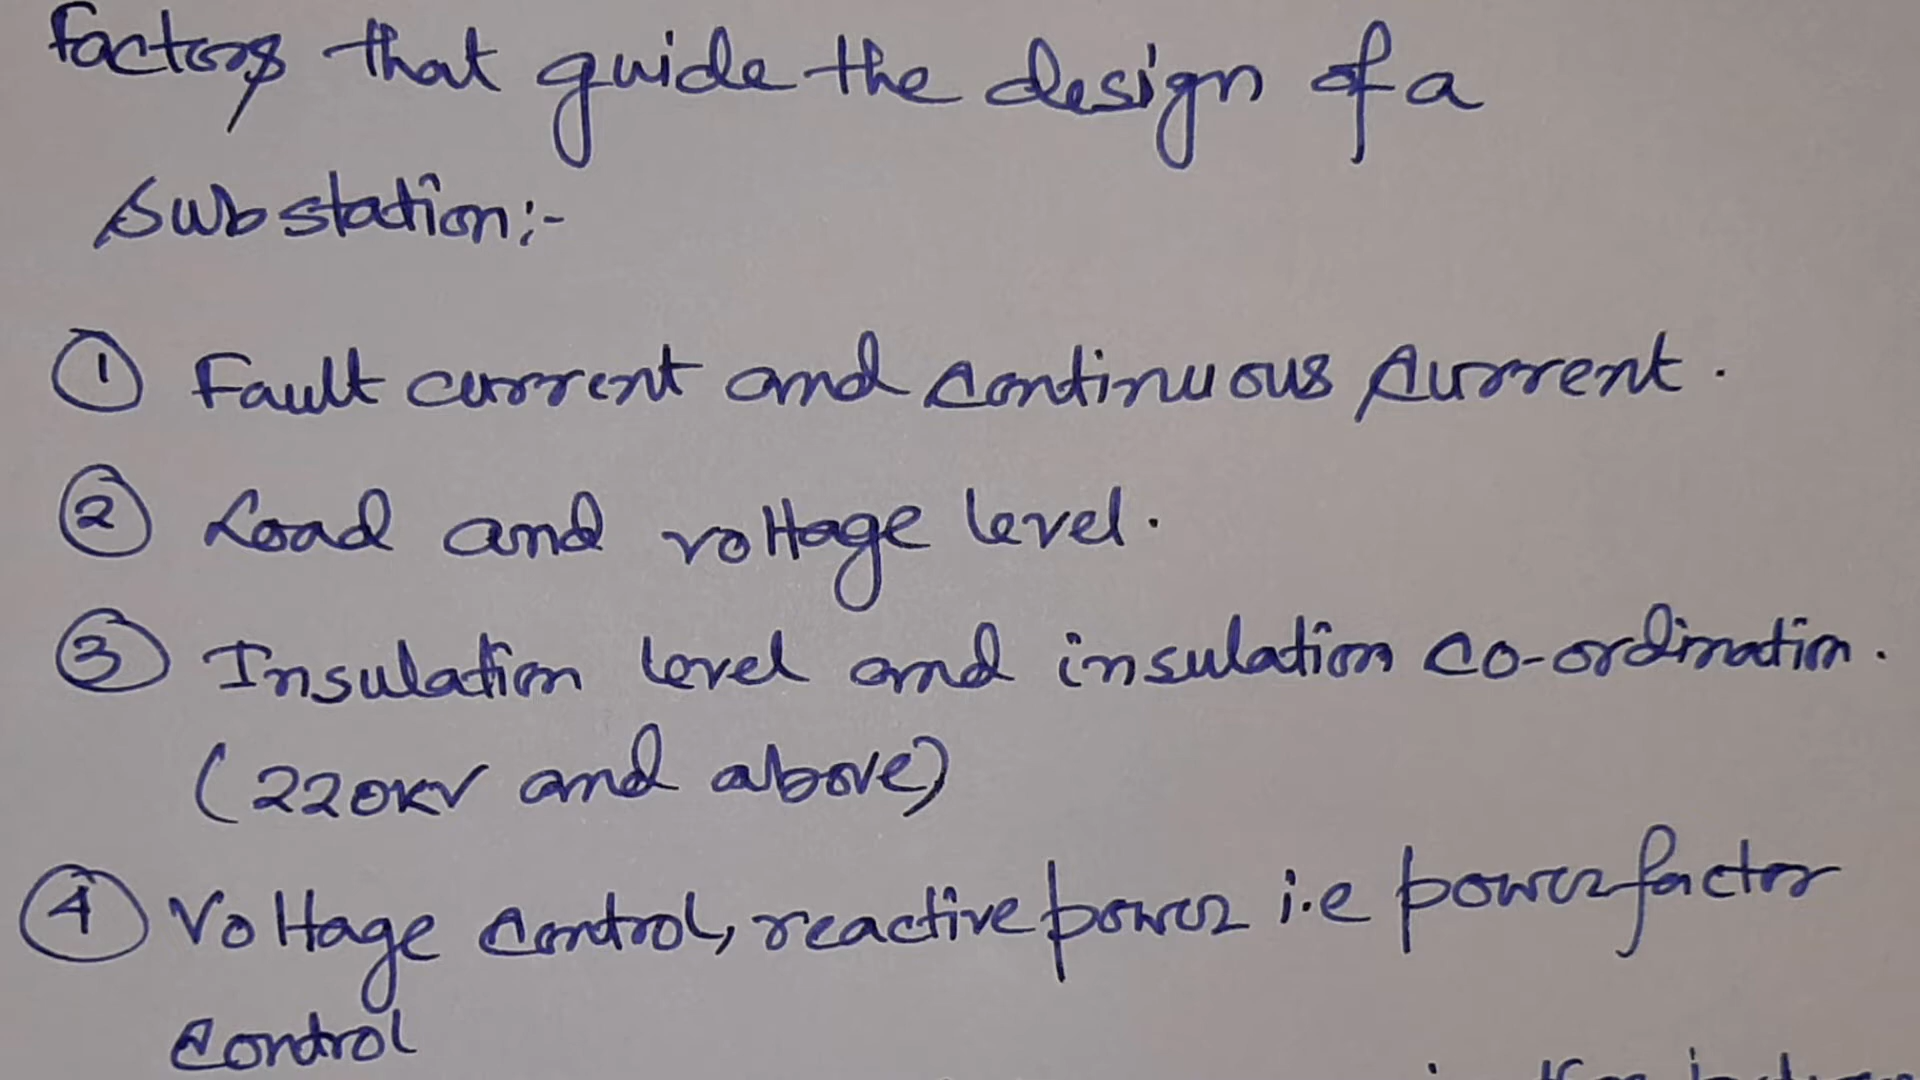 Factors that guide the design of a
substation:-
① Fault current and continuous current.
② Load and voltage level.
③ Insulation level and insulation co-ordination.
(220KV and above)
④ Voltage control, reactive power i.e power factor
control